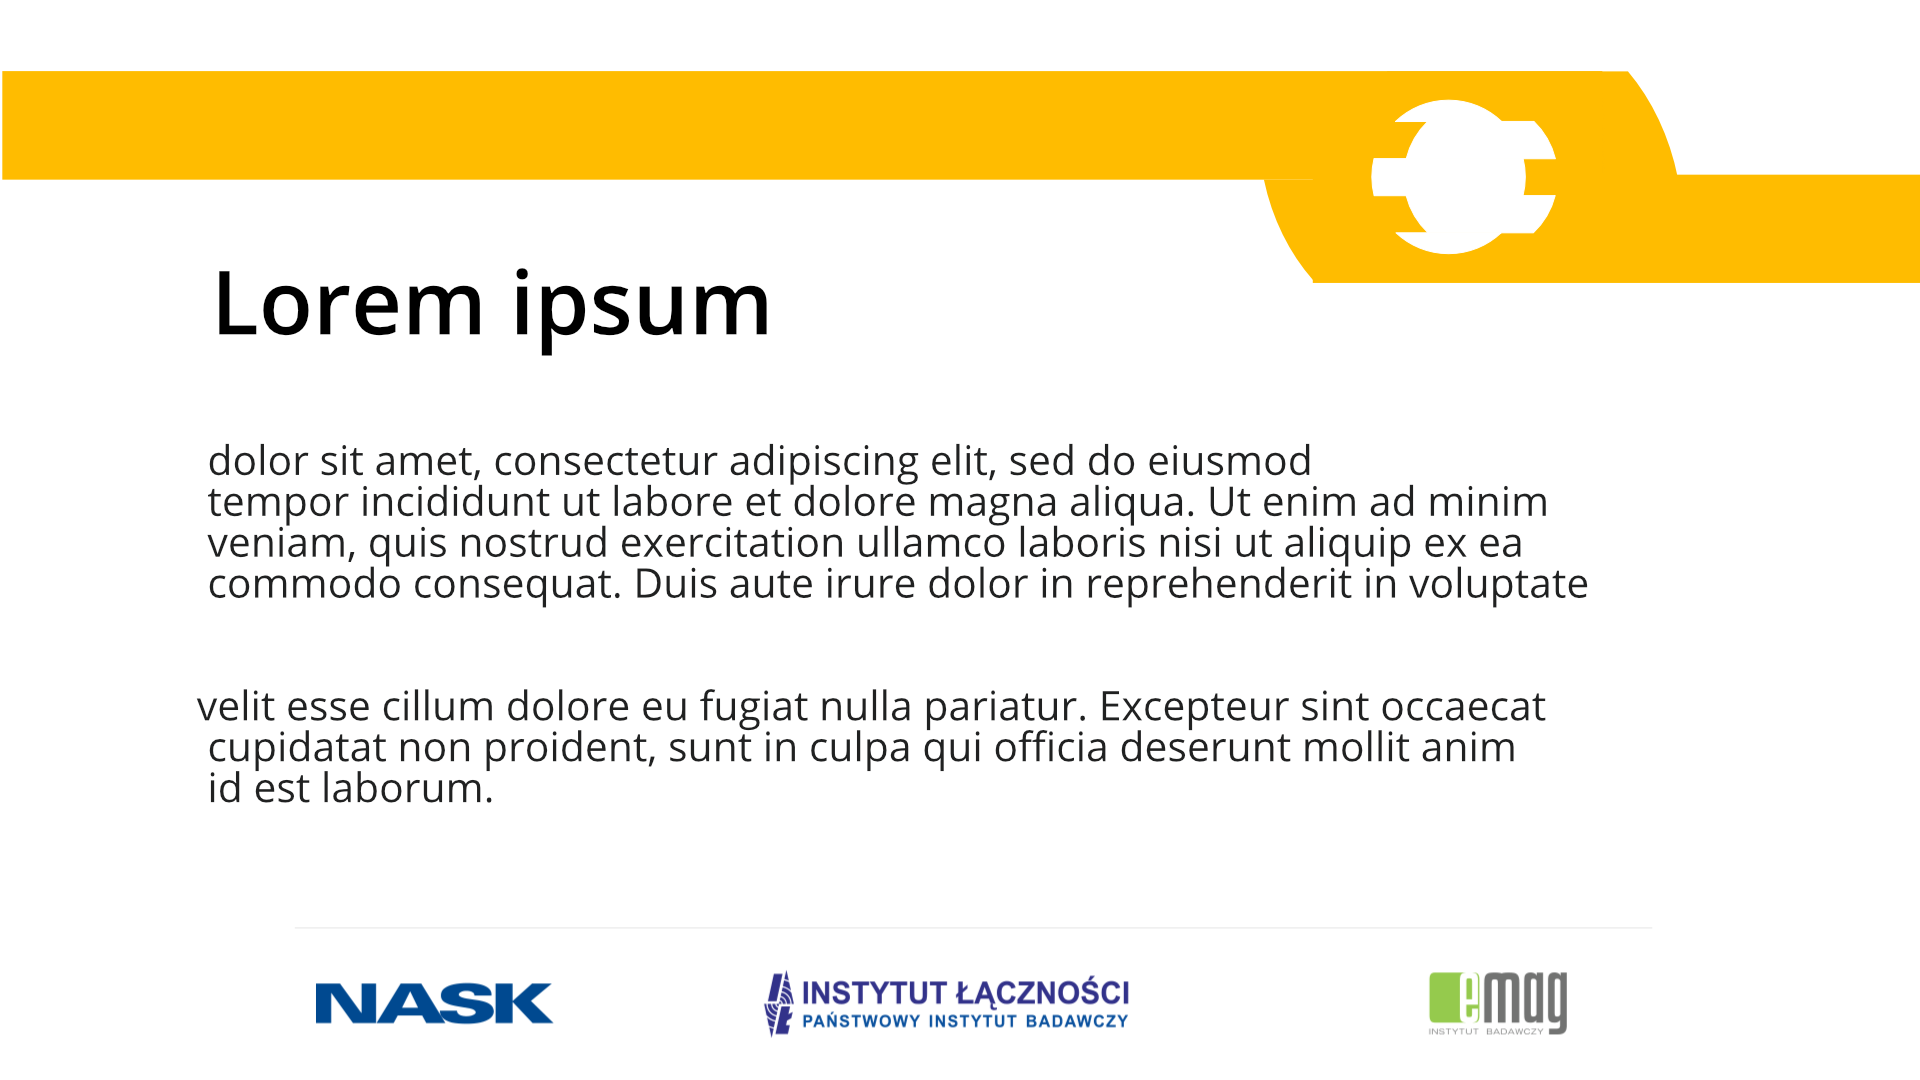 Lorem ipsum
dolor sit amet, consectetur adipiscing elit, sed do eiusmod
tempor incididunt ut labore et dolore magna aliqua. Ut enim ad minim
veniam, quis nostrud exercitation ullamco laboris nisi ut aliquip ex ea
commodo consequat. Duis aute irure dolor in reprehenderit in voluptate
velit esse cillum dolore eu fugiat nulla pariatur. Excepteur sint occaecat
cupidatat non proident, sunt in culpa qui officia deserunt mollit anim
id est laborum.
NASK
INSTYTUT ŁĄCZNOŚCI
PAŃSTWOWY INSTYTUT BADAWCZY
emag
INSTYTUT BADAWCZY